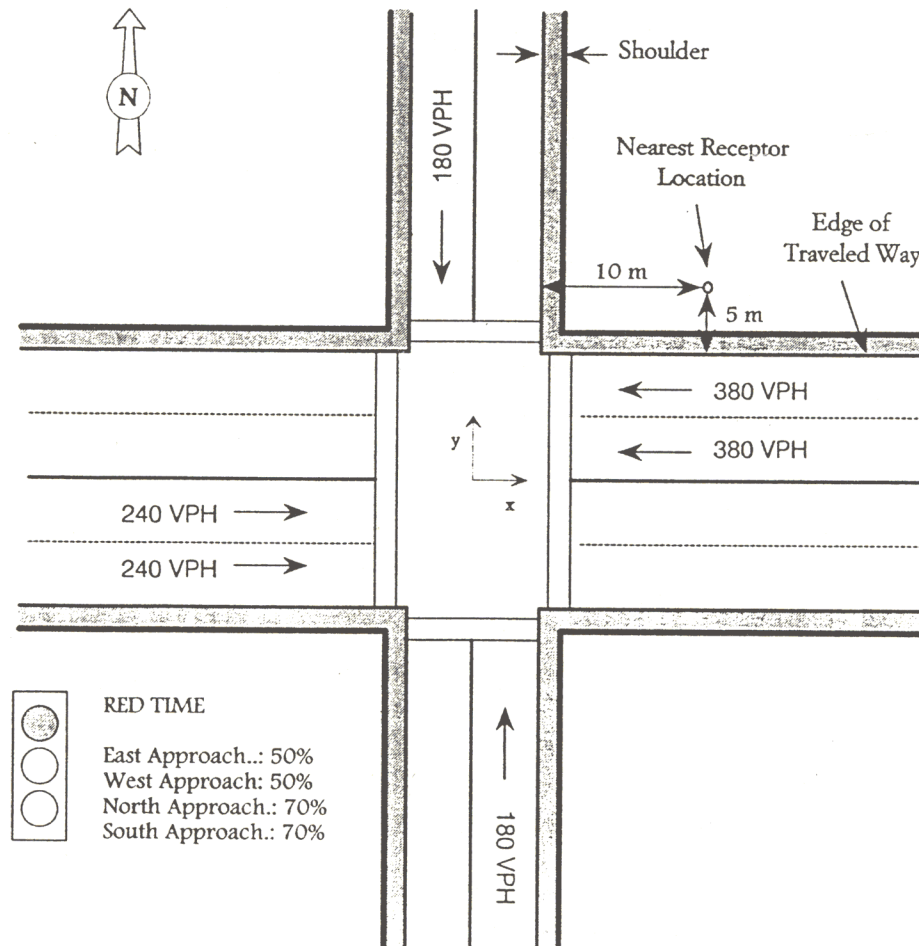 Shoulder
N
180 VPH
Nearest Receptor
Location
Edge of
Traveled Way
10 m
5 m
380 VPH
y
380 VPH
x
240 VPH
240 VPH
RED TIME
East Approach..: 50%
West Approach: 50%
North Approach.: 70%
South Approach.: 70%
180 VPH